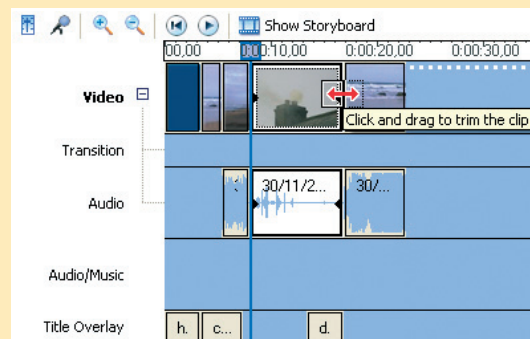 Show Storyboard
00,00 0:00:10,00 0:00:20,00 0:00:30,00
Video
Click and drag to trim the clip
Transition
Audio 30/11/2... 30/...
Audio/Music
Title Overlay h. c... d.